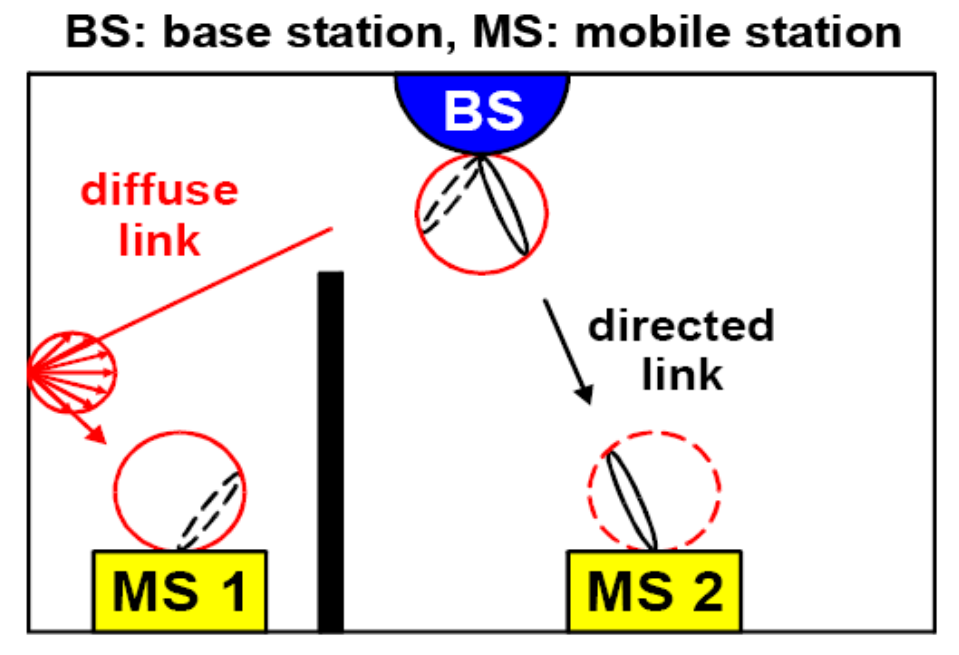 BS: base station, MS: mobile station
BS
diffuse
link
directed
link
MS 1
MS 2